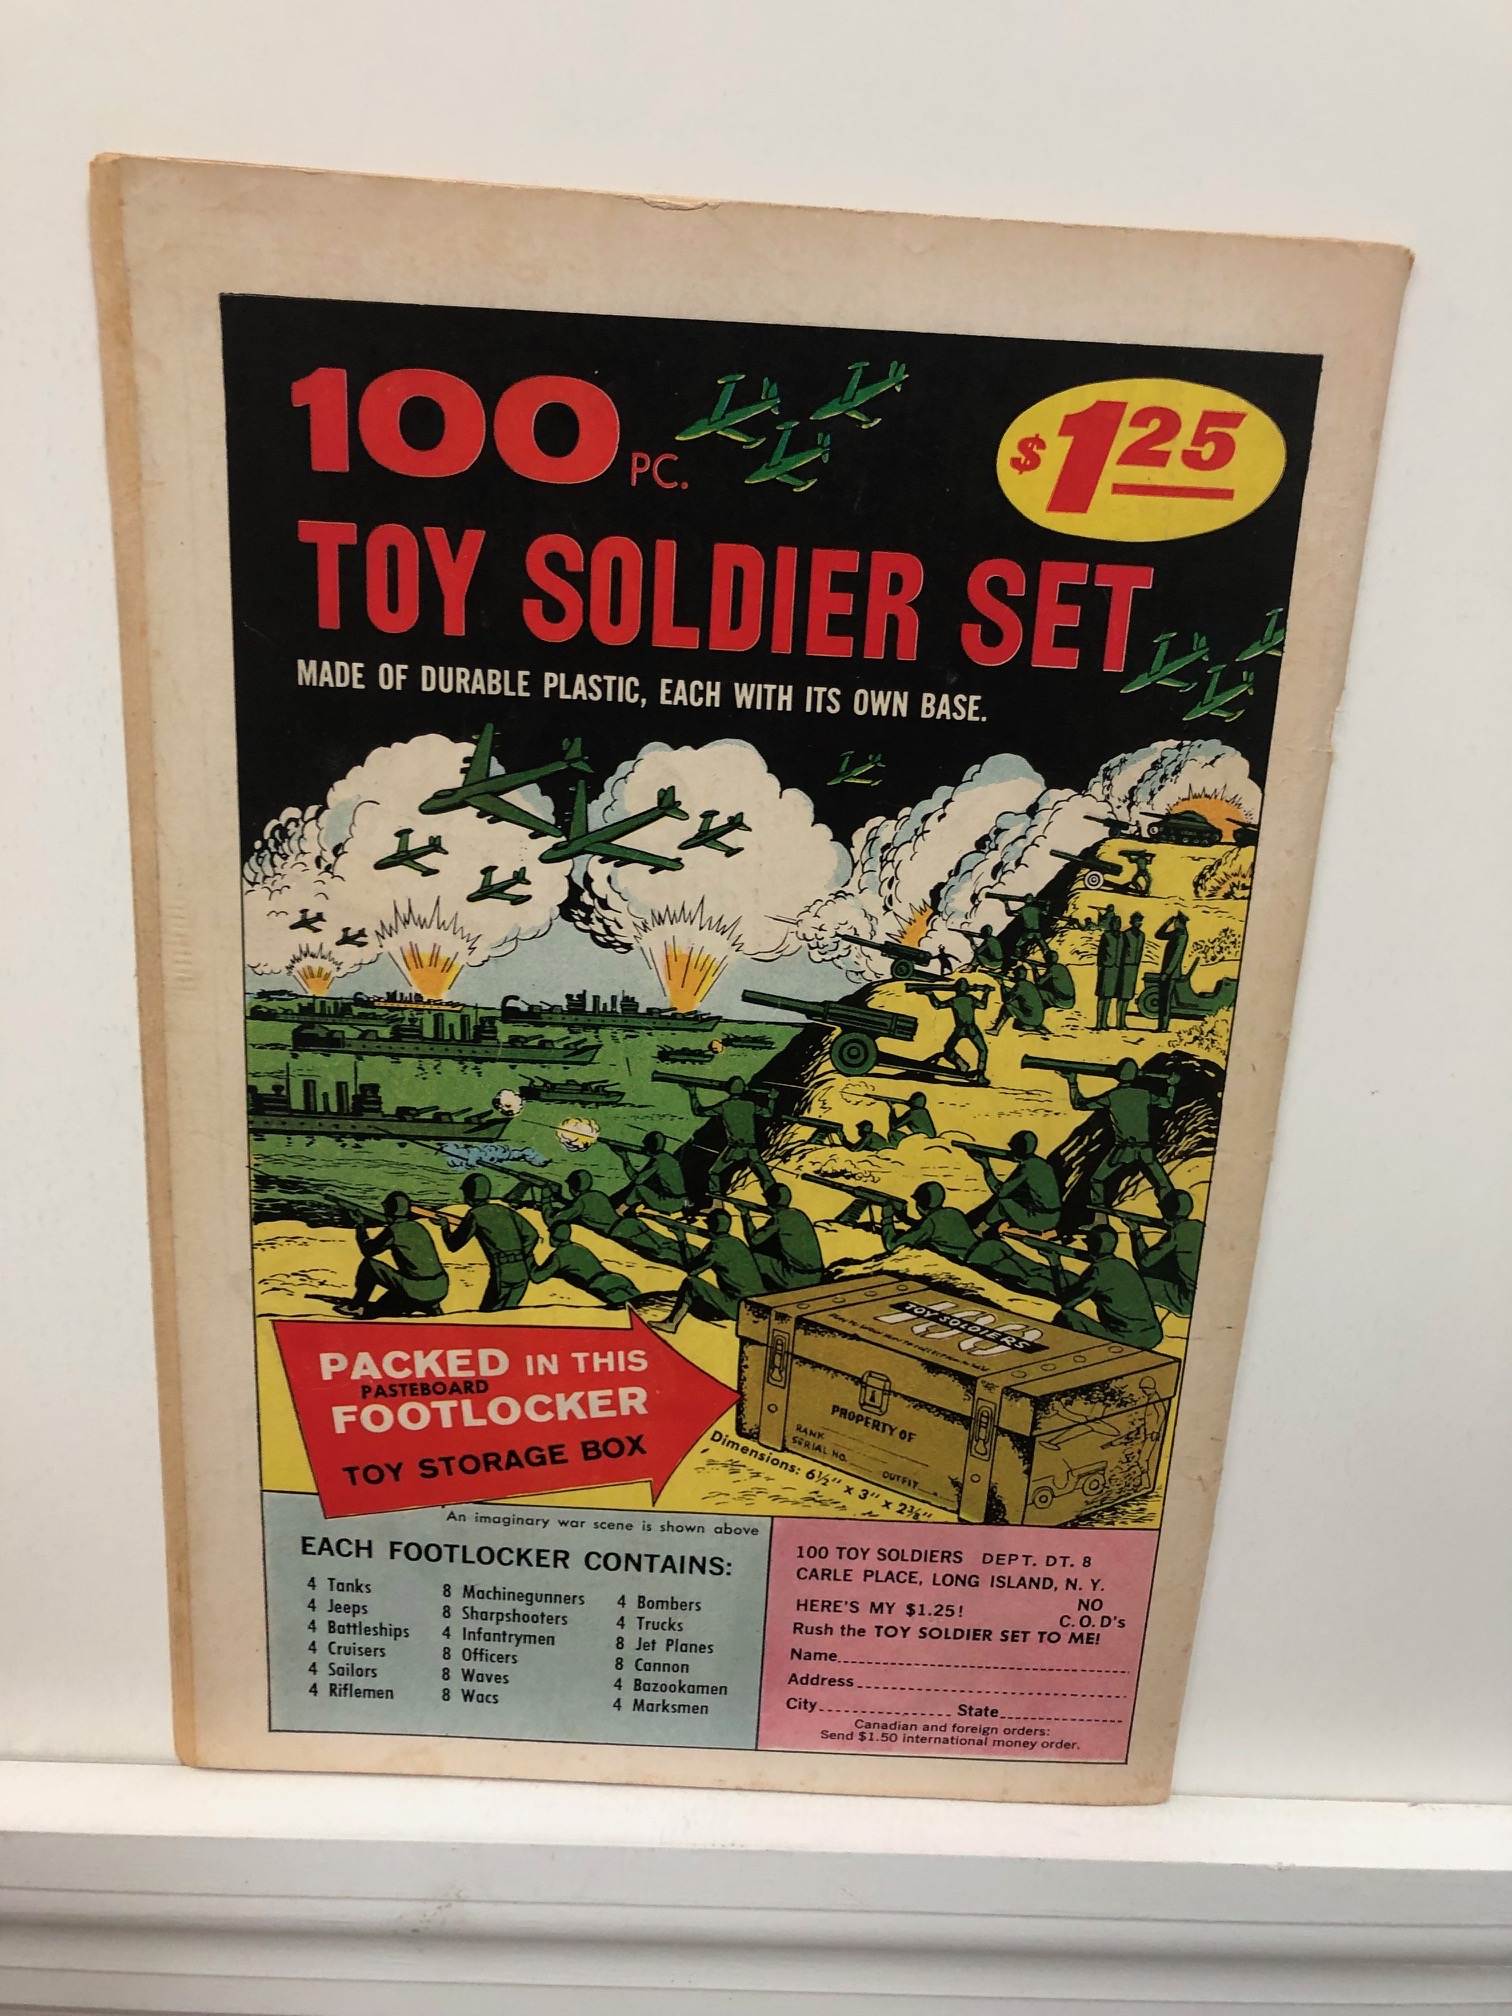 100 PC.
$1.25
TOY SOLDIER SET
MADE OF DURABLE PLASTIC, EACH WITH ITS OWN BASE.
PACKED IN THIS
PASTEBOARD
FOOTLOCKER
TOY STORAGE BOX
100
TOY SOLDIERS
PROPERTY OF
RANK
SERIAL NO.
OUTFIT
Dimensions: 6½" x 3" x 2⅜"
An imaginary war scene is shown above
EACH FOOTLOCKER CONTAINS:
4 Tanks
4 Jeeps
4 Battleships
4 Cruisers
4 Sailors
4 Riflemen
8 Machinegunners
8 Sharpshooters
4 Infantrymen
8 Officers
8 Waves
8 Wacs
4 Bombers
4 Trucks
8 Jet Planes
8 Cannon
4 Bazookamen
4 Marksmen
100 TOY SOLDIERS DEPT. DT. 8
CARLE PLACE, LONG ISLAND, N. Y.
HERE'S MY $1.25! NO
C. O. D's
Rush the TOY SOLDIER SET TO ME!
Name
Address
City State
Canadian and foreign orders:
Send $1.50 international money order.